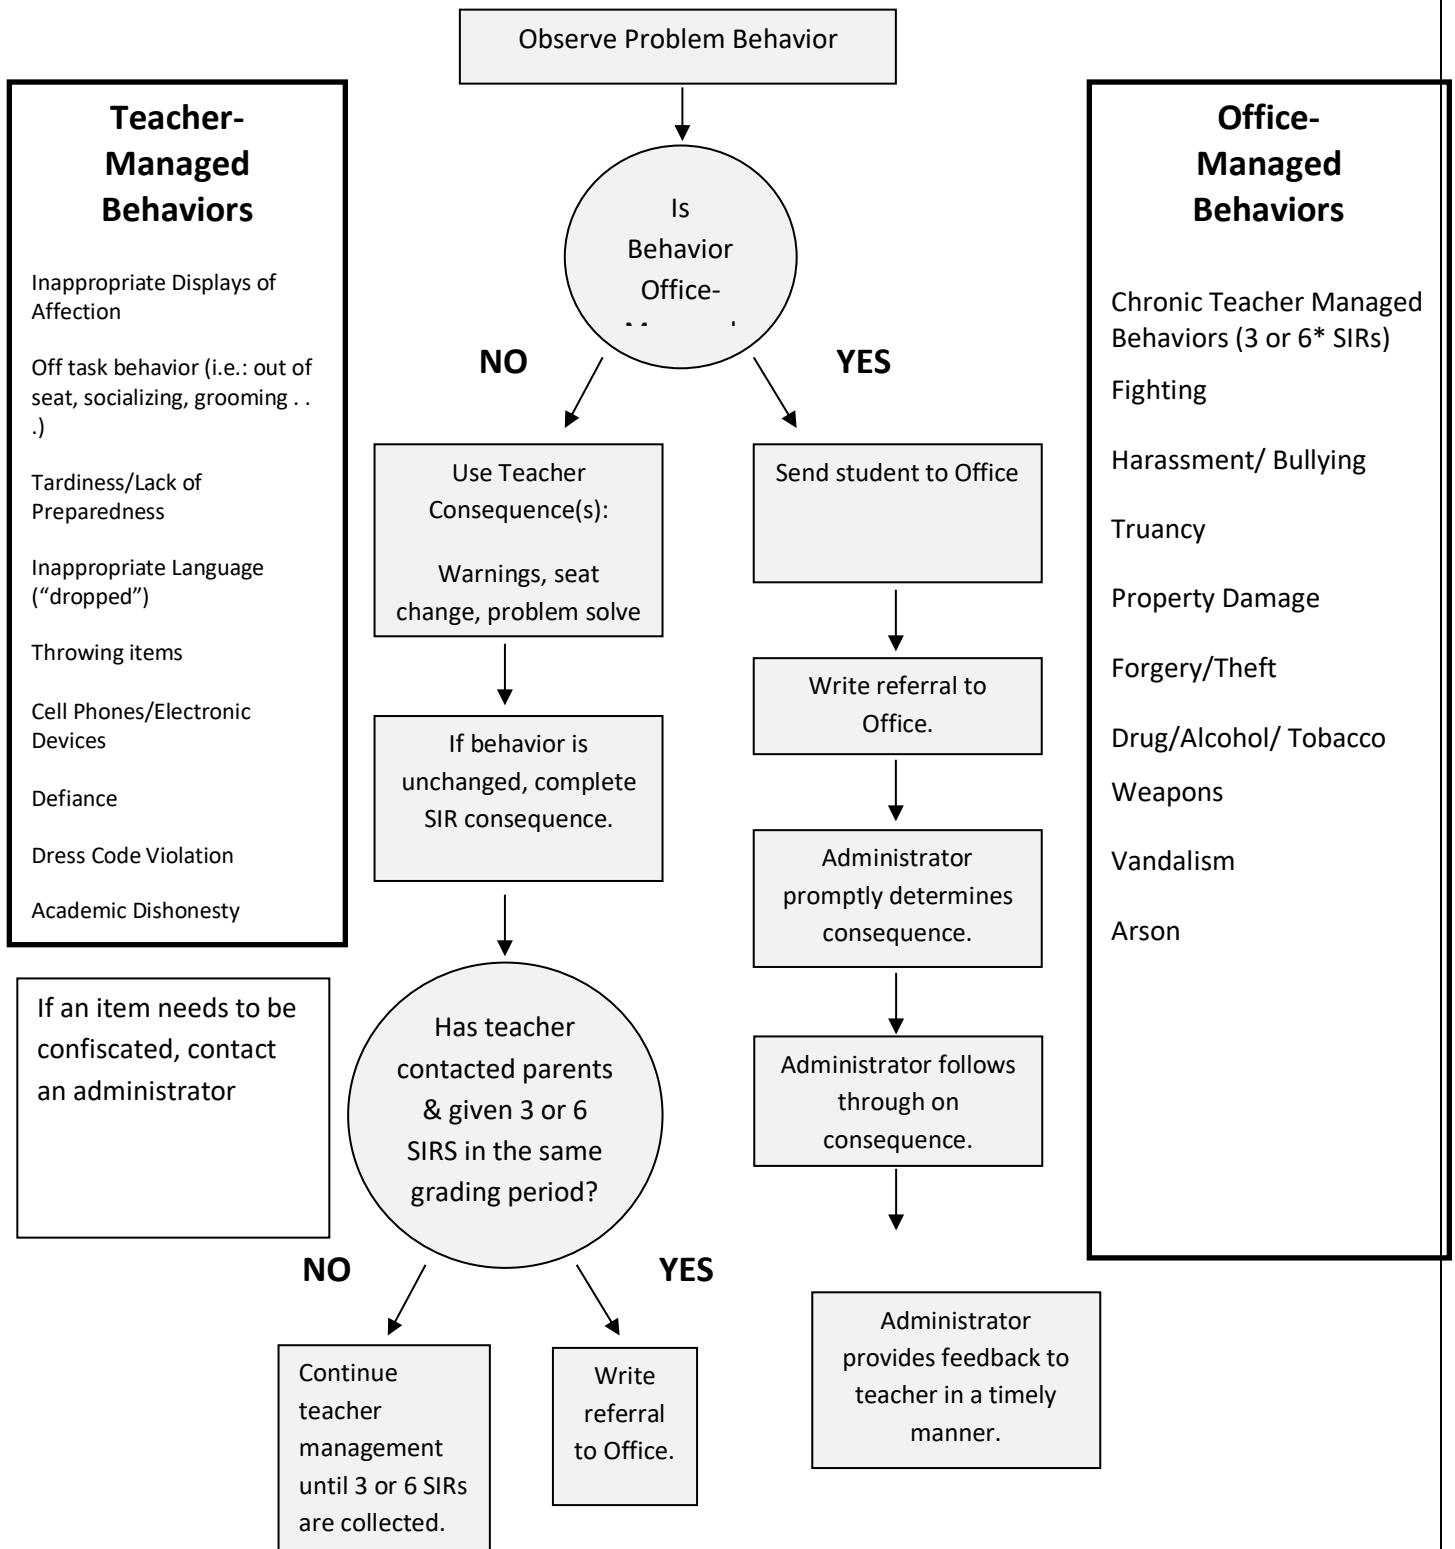 Observe Problem Behavior
Teacher-
Managed
Behaviors
Inappropriate Displays of
Affection
Off task behavior (i.e.: out of
seat, socializing, grooming . .
.)
Tardiness/Lack of
Preparedness
Inappropriate Language
(“dropped”)
Throwing items
Cell Phones/Electronic
Devices
Defiance
Dress Code Violation
Academic Dishonesty
If an item needs to be
confiscated, contact
an administrator
Is
Behavior
Office-
NO
YES
Use Teacher
Consequence(s):
Warnings, seat
change, problem solve
If behavior is
unchanged, complete
SIR consequence.
Has teacher
contacted parents
& given 3 or 6
SIRS in the same
grading period?
NO
YES
Continue
teacher
management
until 3 or 6 SIRs
are collected.
Write
referral
to Office.
Send student to Office
Write referral to
Office.
Administrator
promptly determines
consequence.
Administrator follows
through on
consequence.
Administrator
provides feedback to
teacher in a timely
manner.
Office-
Managed
Behaviors
Chronic Teacher Managed
Behaviors (3 or 6* SIRs)
Fighting
Harassment/ Bullying
Truancy
Property Damage
Forgery/Theft
Drug/Alcohol/ Tobacco
Weapons
Vandalism
Arson